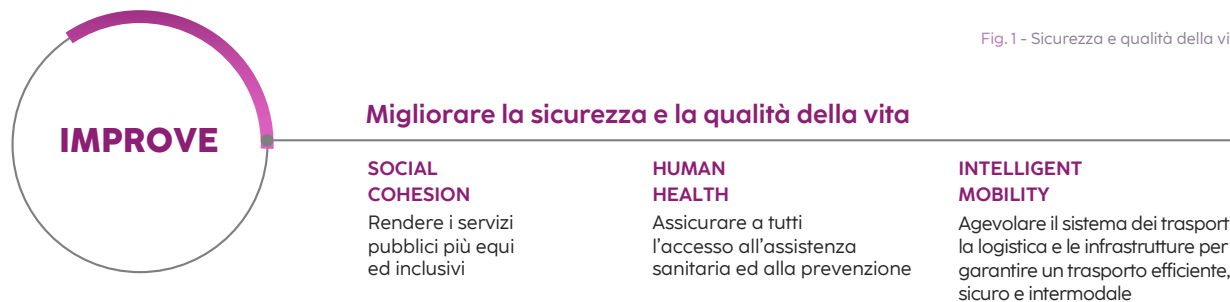 Fig.1 - Sicurezza e qualità della vi
IMPROVE
Migliorare la sicurezza e la qualità della vita
SOCIAL
COHESION
Rendere i servizi
pubblici più equi
ed inclusivi
HUMAN
HEALTH
Assicurare a tutti
l'accesso all'assistenza
sanitaria ed alla prevenzione
INTELLIGENT
MOBILITY
Agevolare il sistema dei trasport
la logistica e le infrastrutture per
garantire un trasporto efficiente,
sicuro e intermodale